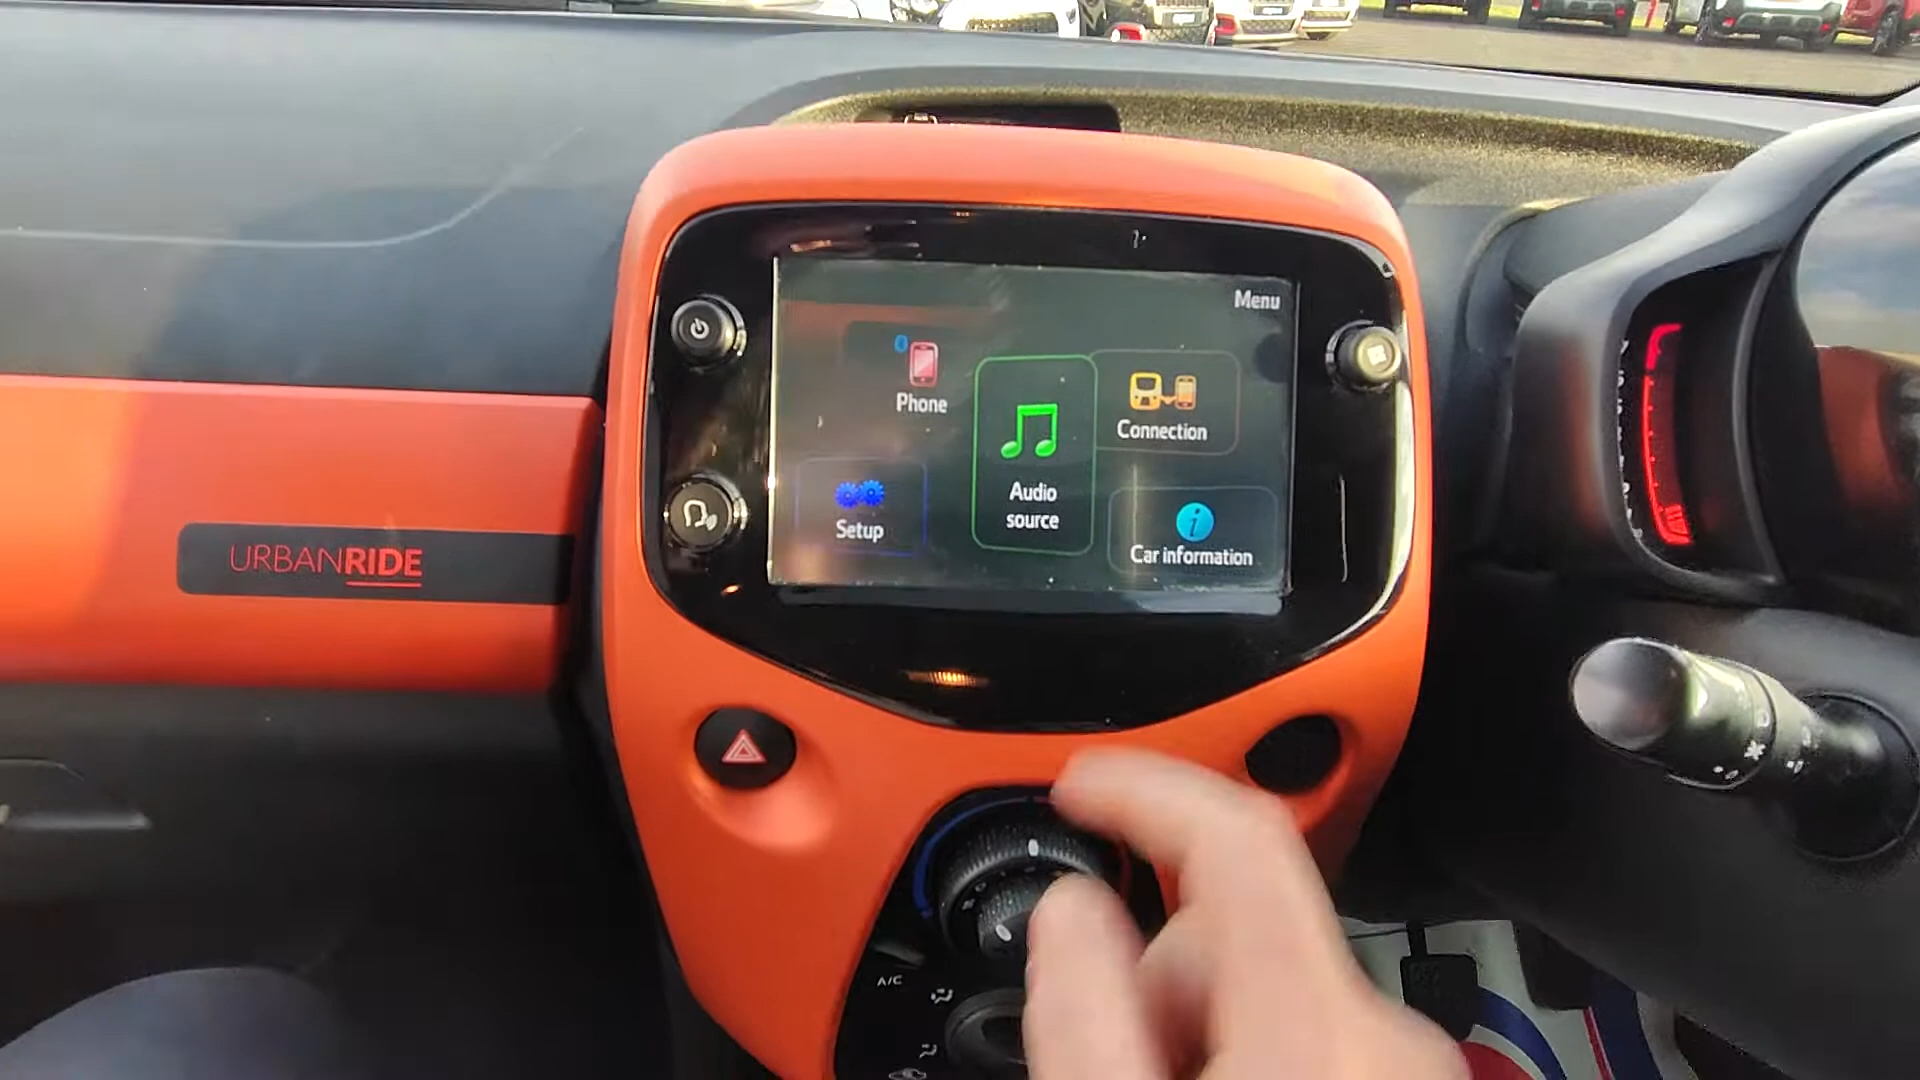 Menu
Phone
Connection
Audio
source
Setup
Car information
URBANRIDE
A/C